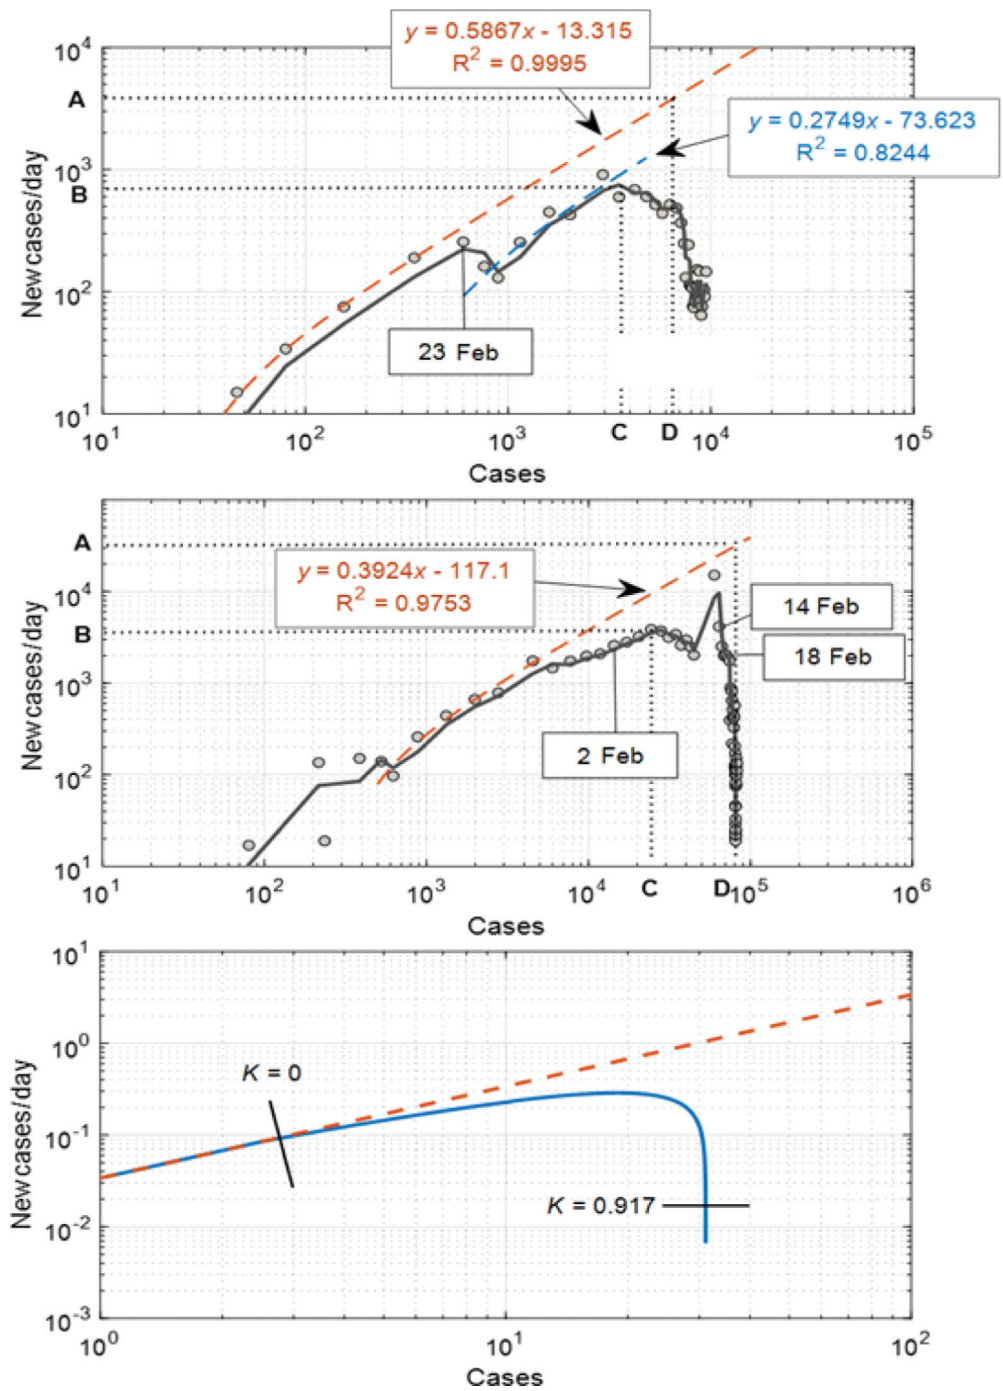 y = 0.5867x - 13.315
R² = 0.9995
10⁴
A
y = 0.2749x - 73.623
R² = 0.8244
10³
B
New cases/day
10²
23 Feb
10¹
10¹ 10² 10³ C D 10⁴ 10⁵
Cases
A
y = 0.3924x - 117.1
R² = 0.9753
10⁴
14 Feb
B
18 Feb
New cases/day
10³
2 Feb
10²
10¹
10¹ 10² 10³ 10⁴ C D 10⁵ 10⁶
Cases
10¹
10⁰
K = 0
New cases/day
10⁻¹
K = 0.917
10⁻²
10⁻³
10⁰ 10¹ 10²
Cases